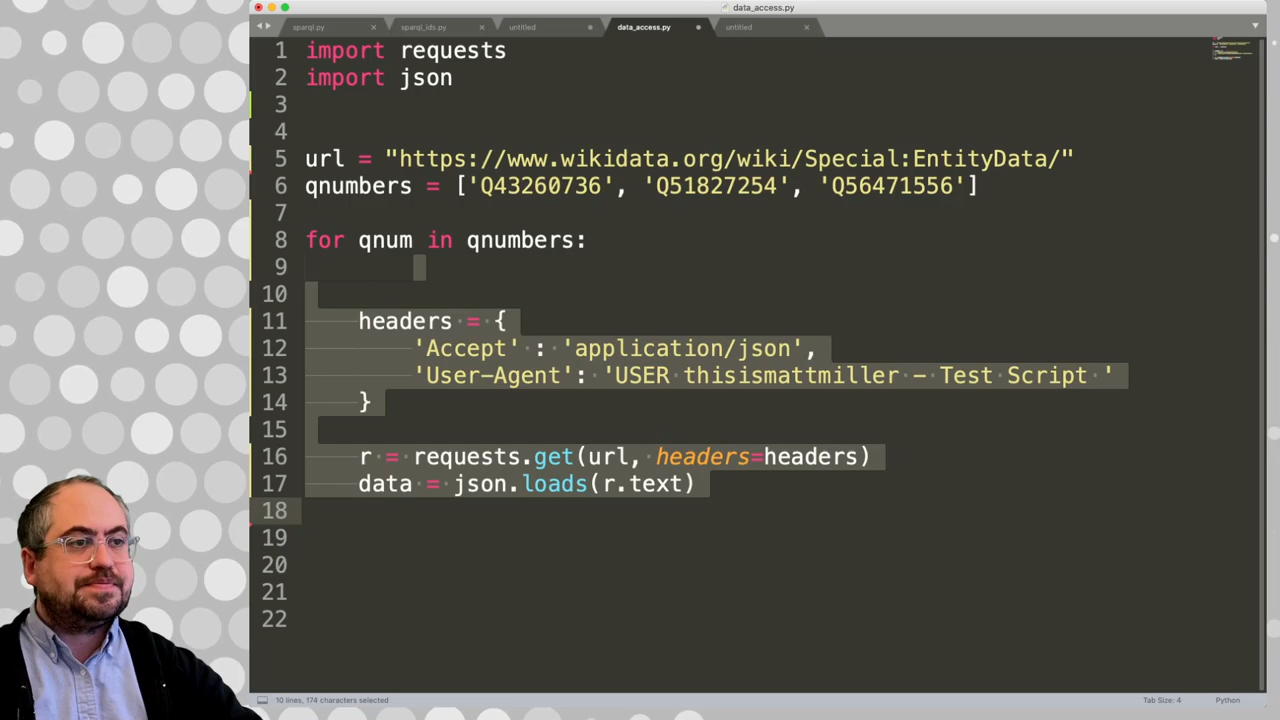 data_access.py
sparql.py
sparql_ids.py
untitled
data_access.py
untitled
1 import requests
2 import json
3
4
5 url = "https://www.wikidata.org/wiki/Special:EntityData/"
6 qnumbers = ['Q43260736', 'Q51827254', 'Q56471556']
7
8 for qnum in qnumbers:
9
10
11 headers = {
12 'Accept' : 'application/json',
13 'User-Agent': 'USER thisismattmiller - Test Script '
14 }
15
16 r = requests.get(url, headers=headers)
17 data = json.loads(r.text)
18
19
20
21
22
10 lines, 174 characters selected
Tab Size: 4
Python